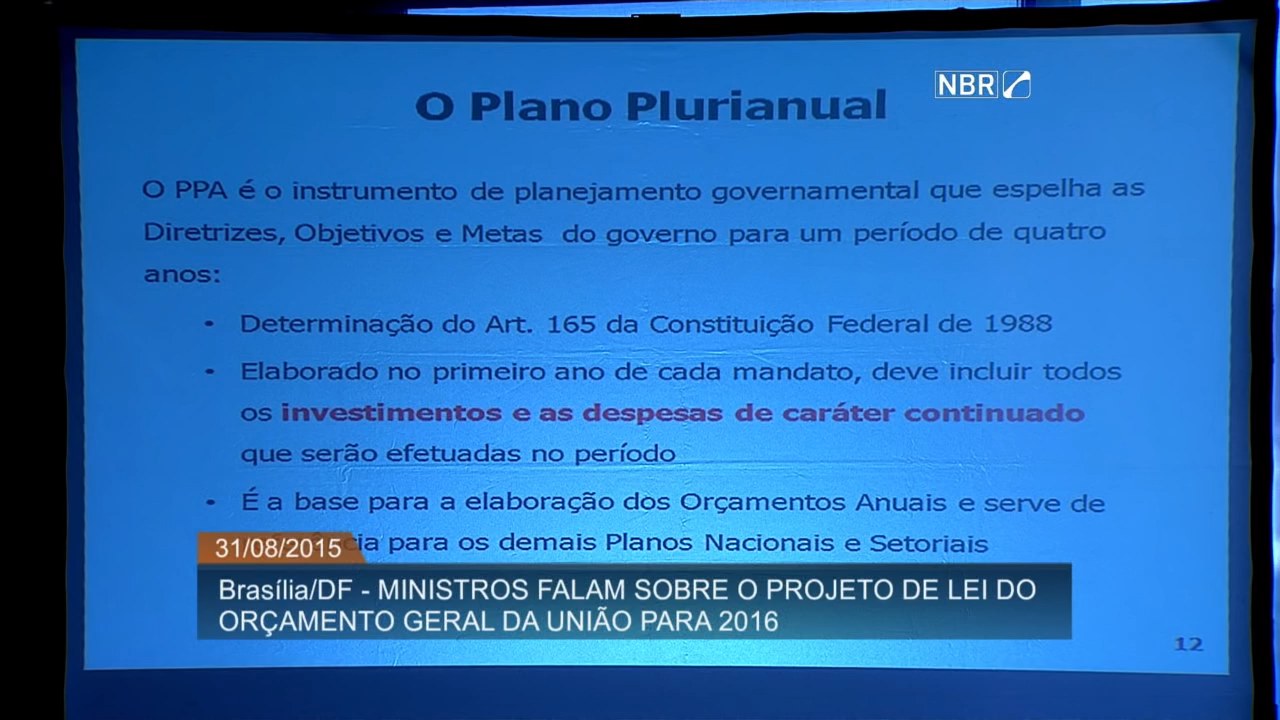 NBR
O Plano Plurianual
O PPA é o instrumento de planejamento governamental que espelha as
Diretrizes, Objetivos e Metas do governo para um período de quatro
anos:
• Determinação do Art. 165 da Constituição Federal de 1988
• Elaborado no primeiro ano de cada mandato, deve incluir todos
os investimentos e as despesas de caráter continuado
que serão efetuadas no período
• É a base para a elaboração dos Orçamentos Anuais e serve de
para os demais Planos Nacionais e Setoriais
31/08/2015
Brasília/DF - MINISTROS FALAM SOBRE O PROJETO DE LEI DO
ORÇAMENTO GERAL DA UNIÃO PARA 2016
12